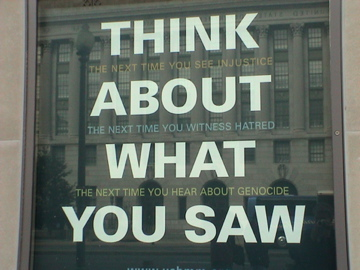 THINK
THE NEXT TIME YOU SEE INJUSTICE
ABOUT
THE NEXT TIME YOU WITNESS HATRED
WHAT
THE NEXT TIME YOU HEAR ABOUT GENOCIDE
YOU SAW